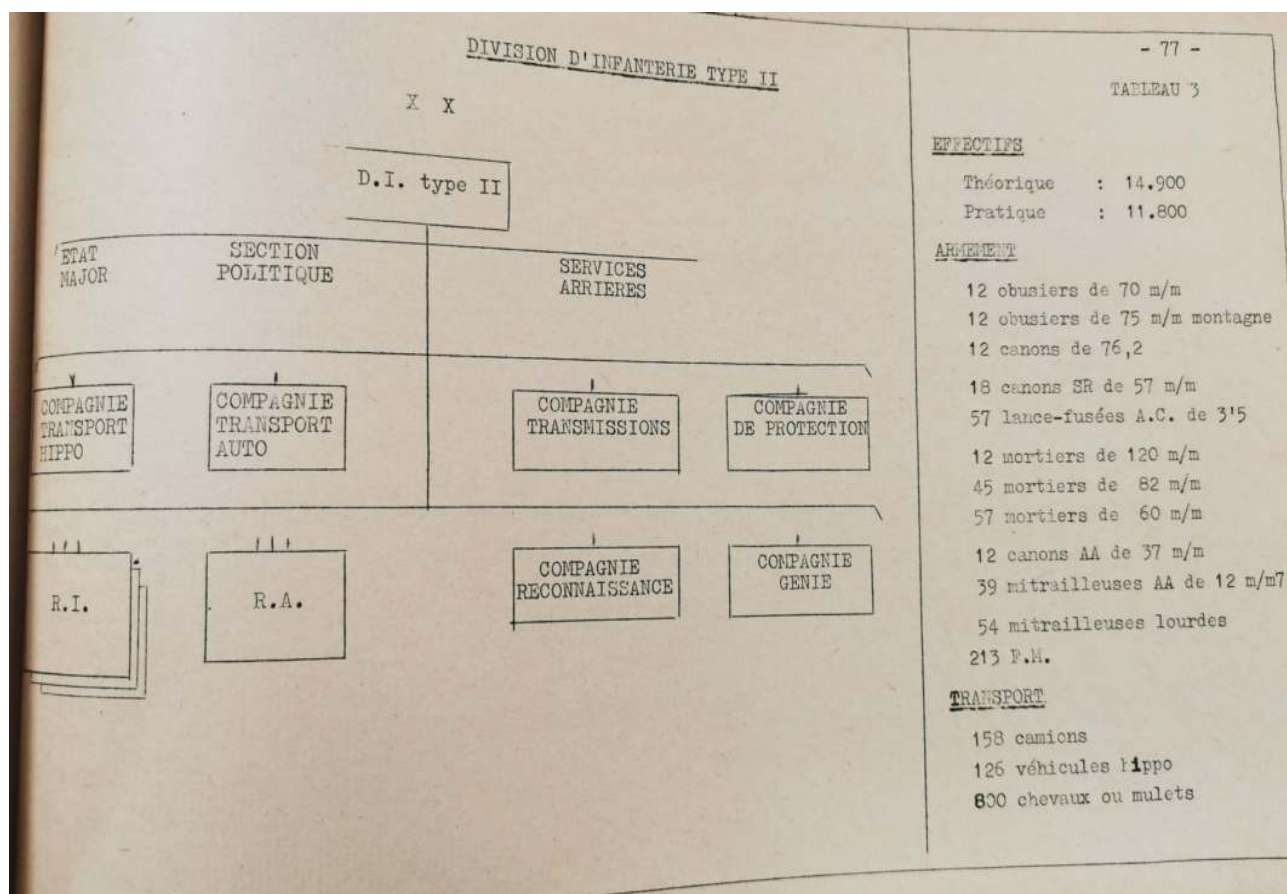 DIVISION D'INFANTERIE TYPE II
X X
D.I. type II
'ETAT
MAJOR
SECTION
POLITIQUE
SERVICES
ARRIERES
COMPAGNIE
TRANSPORT
HIPPO
COMPAGNIE
TRANSPORT
AUTO
COMPAGNIE
TRANSMISSIONS
COMPAGNIE
DE PROTECTION
R.I.
R.A.
COMPAGNIE
RECONNAISSANCE
COMPAGNIE
GENIE
- 77 -
TABLEAU 3
EFFECTIFS
Théorique : 14.900
Pratique : 11.800
ARMEMENT
12 obusiers de 70 m/m
12 obusiers de 75 m/m montagne
12 canons de 76,2
18 canons SR de 57 m/m
57 lance-fusées A.C. de 3'5
12 mortiers de 120 m/m
45 mortiers de 82 m/m
57 mortiers de 60 m/m
12 canons AA de 37 m/m
39 mitrailleuses AA de 12 m/m7
54 mitrailleuses lourdes
213 F.M.
TRANSPORT
158 camions
126 véhicules hippo
800 chevaux ou mulets